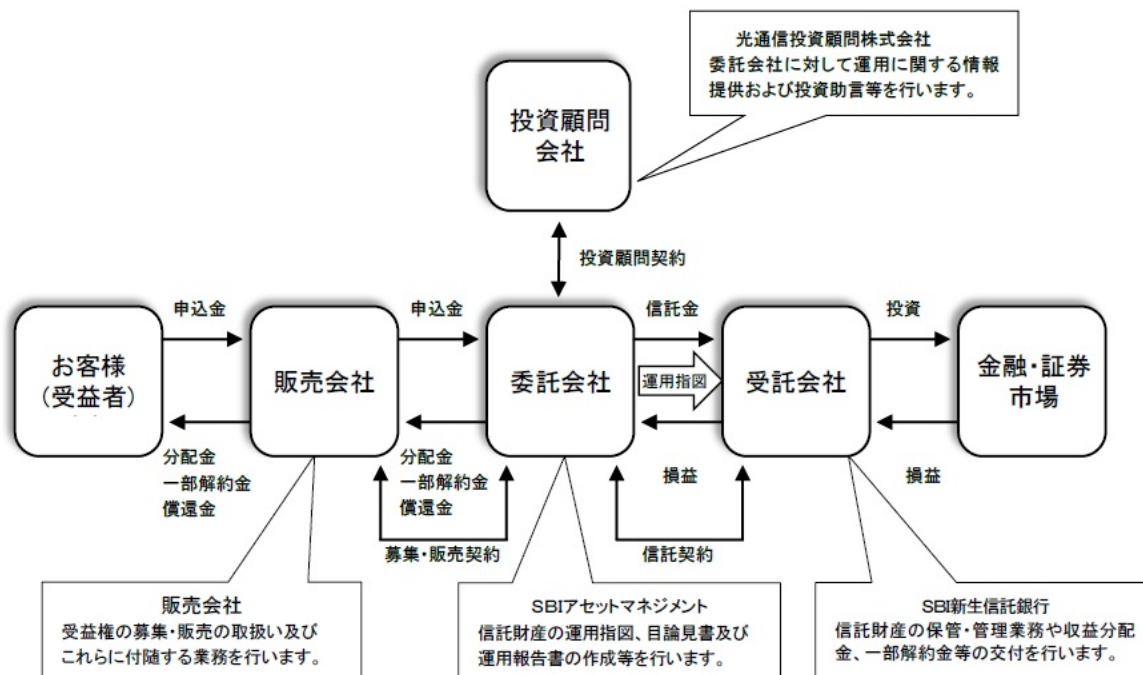 光通信投資顧問株式会社
委託会社に対して運用に関する情報
提供および投資助言等を行います。
投資顧問
会社
投資顧問契約
申込金
申込金
信託金
投資
お客様
(受益者)
販売会社
委託会社
運用指図
受託会社
金融・証券
市場
分配金
一部解約金
償還金
分配金
一部解約金
償還金
損益
損益
募集・販売契約
信託契約
販売会社
受益権の募集・販売の取扱い及び
これらに付随する業務を行います。
SBIアセットマネジメント
信託財産の運用指図、目論見書及び
運用報告書の作成等を行います。
SBI新生信託銀行
信託財産の保管・管理業務や収益分配
金、一部解約金等の交付を行います。